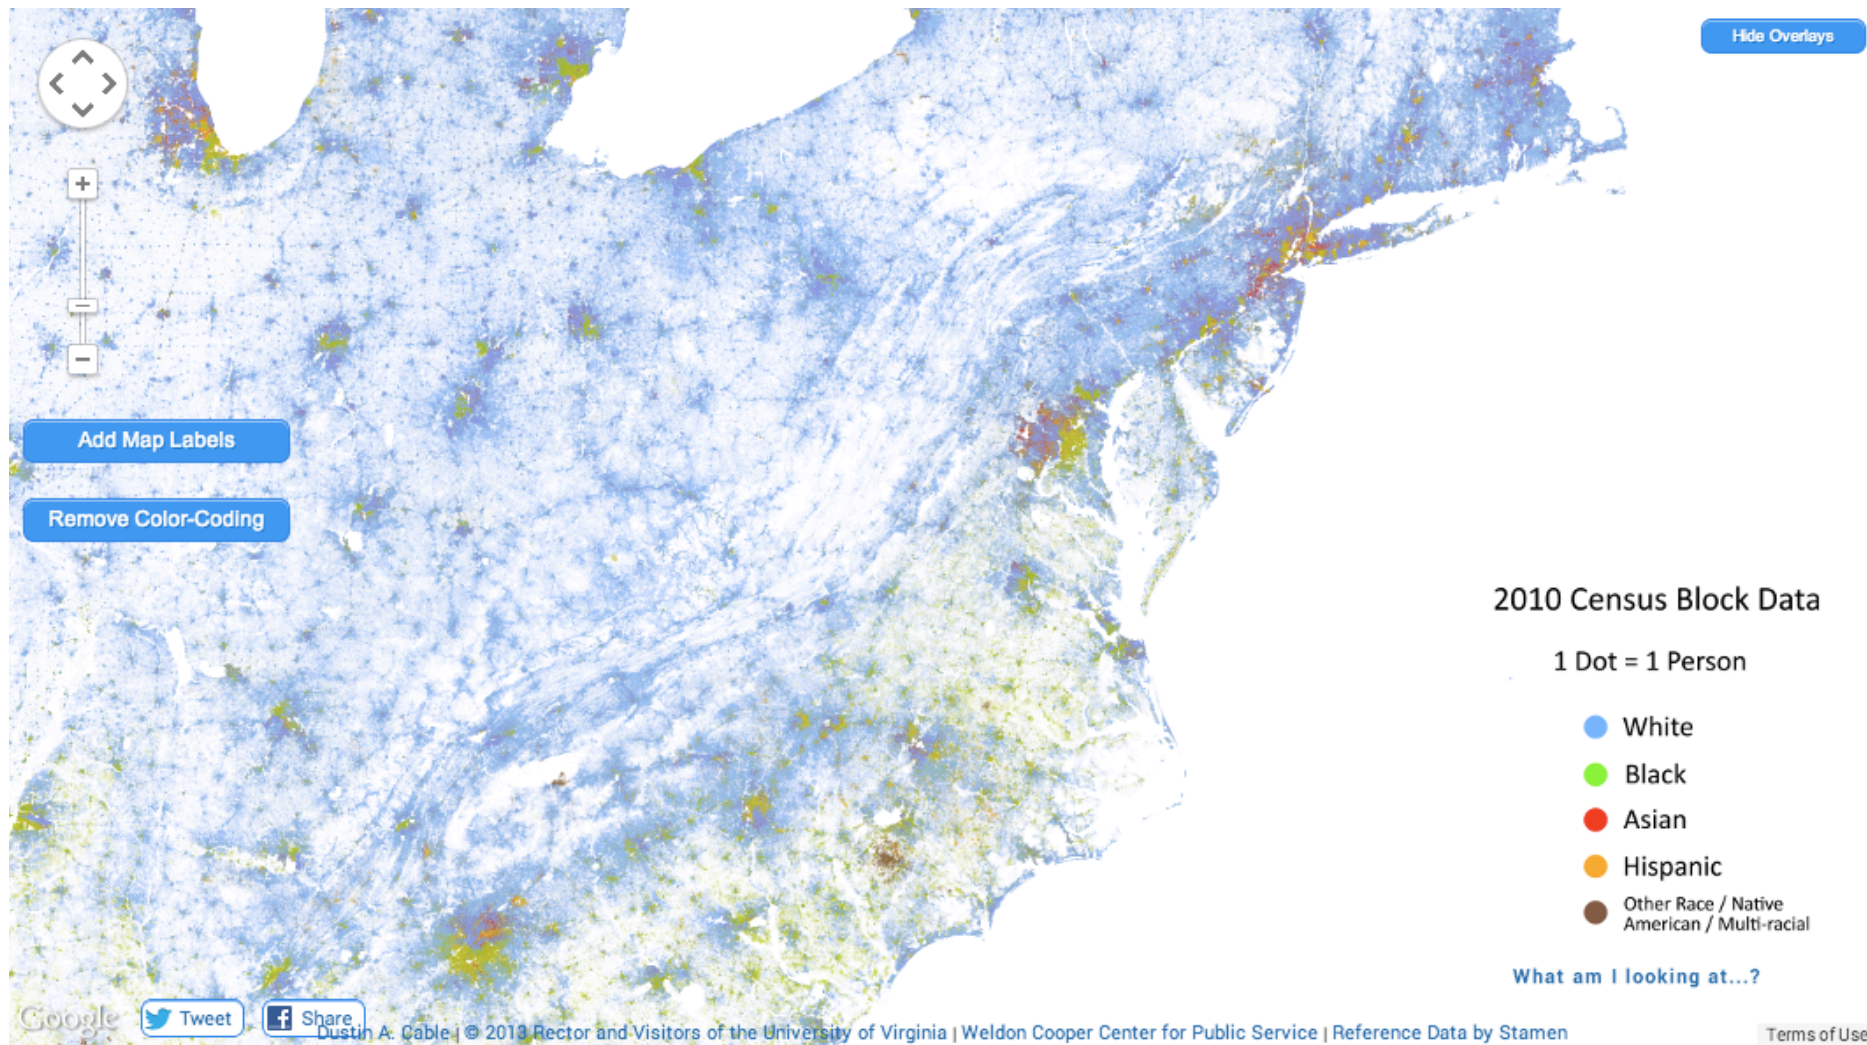 Hide Overlays
Add Map Labels
Remove Color-Coding
2010 Census Block Data
1 Dot = 1 Person
White
Black
Asian
Hispanic
Other Race / Native
American / Multi-racial
What am I looking at...?
Google
Tweet
Share
Dustin A. Cable | © 2013 Rector and Visitors of the University of Virginia | Weldon Cooper Center for Public Service | Reference Data by Stamen
Terms of Use